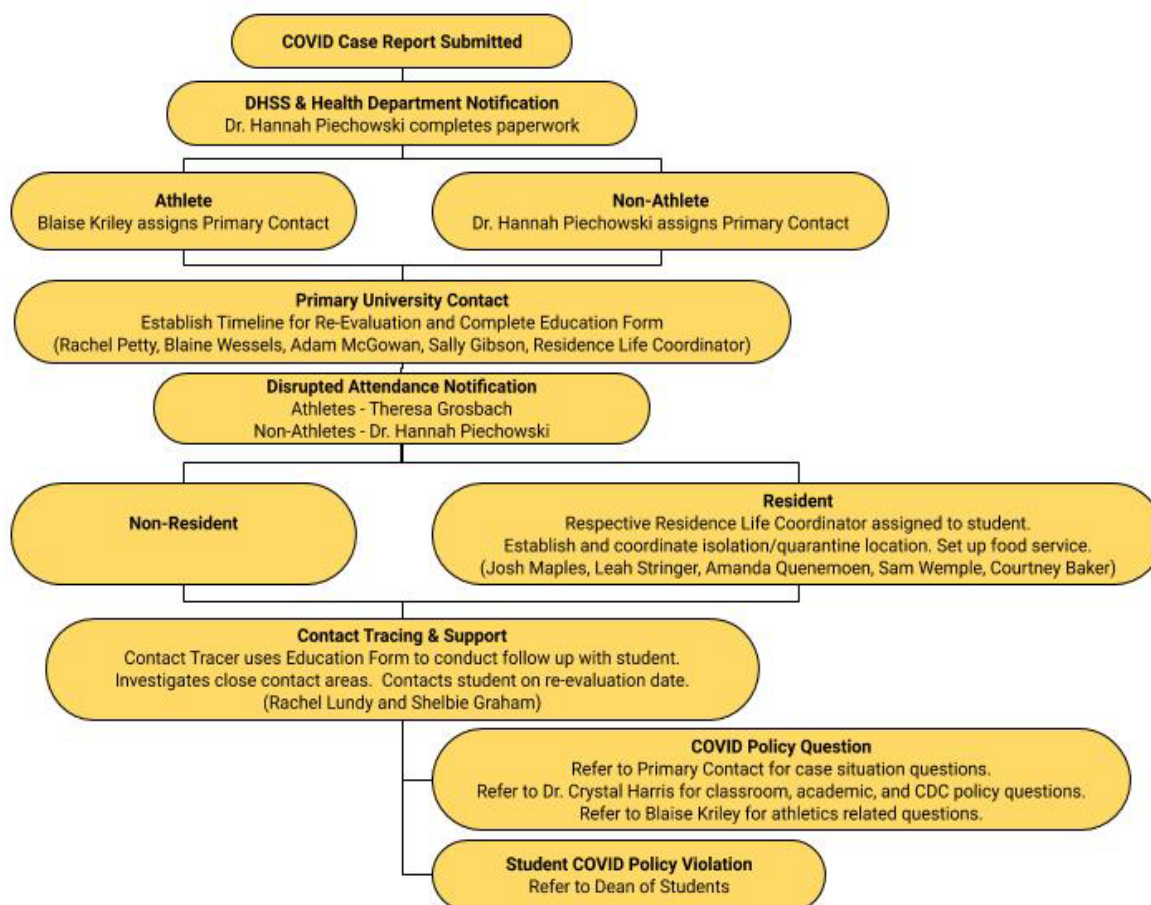 COVID Case Report Submitted
DHSS & Health Department Notification
Dr. Hannah Piechowski completes paperwork
Athlete
Blaise Kriley assigns Primary Contact
Non-Athlete
Dr. Hannah Piechowski assigns Primary Contact
Primary University Contact
Establish Timeline for Re-Evaluation and Complete Education Form
(Rachel Petty, Blaine Wessels, Adam McGowan, Sally Gibson, Residence Life Coordinator)
Disrupted Attendance Notification
Athletes - Theresa Grosbach
Non-Athletes - Dr. Hannah Piechowski
Non-Resident
Resident
Respective Residence Life Coordinator assigned to student.
Establish and coordinate isolation/quarantine location. Set up food service.
(Josh Maples, Leah Stringer, Amanda Quenemoen, Sam Wemple, Courtney Baker)
Contact Tracing & Support
Contact Tracer uses Education Form to conduct follow up with student.
Investigates close contact areas. Contacts student on re-evaluation date.
(Rachel Lundy and Shelbie Graham)
COVID Policy Question
Refer to Primary Contact for case situation questions.
Refer to Dr. Crystal Harris for classroom, academic, and CDC policy questions.
Refer to Blaise Kriley for athletics related questions.
Student COVID Policy Violation
Refer to Dean of Students